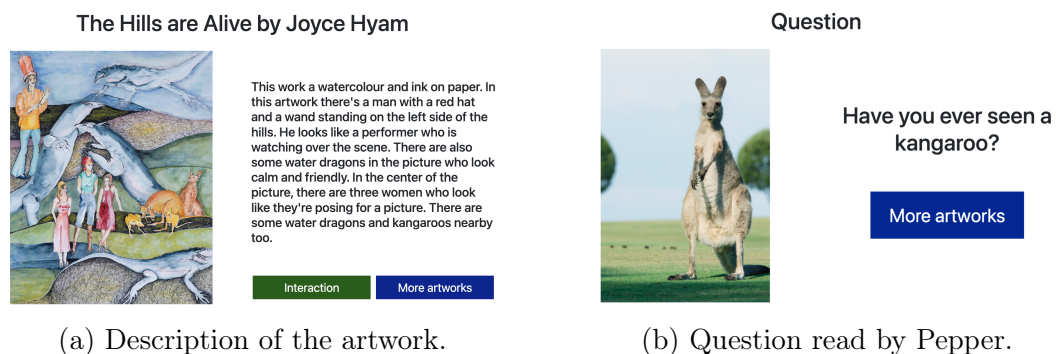 The Hills are Alive by Joyce Hyam
This work a watercolour and ink on paper. In
this artwork there's a man with a red hat
and a wand standing on the left side of the
hills. He looks like a performer who is
watching over the scene. There are also
some water dragons in the picture who look
calm and friendly. In the center of the
picture, there are three women who look
like they're posing for a picture. There are
some water dragons and kangaroos nearby
too.
Interaction
More artworks
(a) Description of the artwork.
Question
Have you ever seen a
kangaroo?
More artworks
(b) Question read by Pepper.